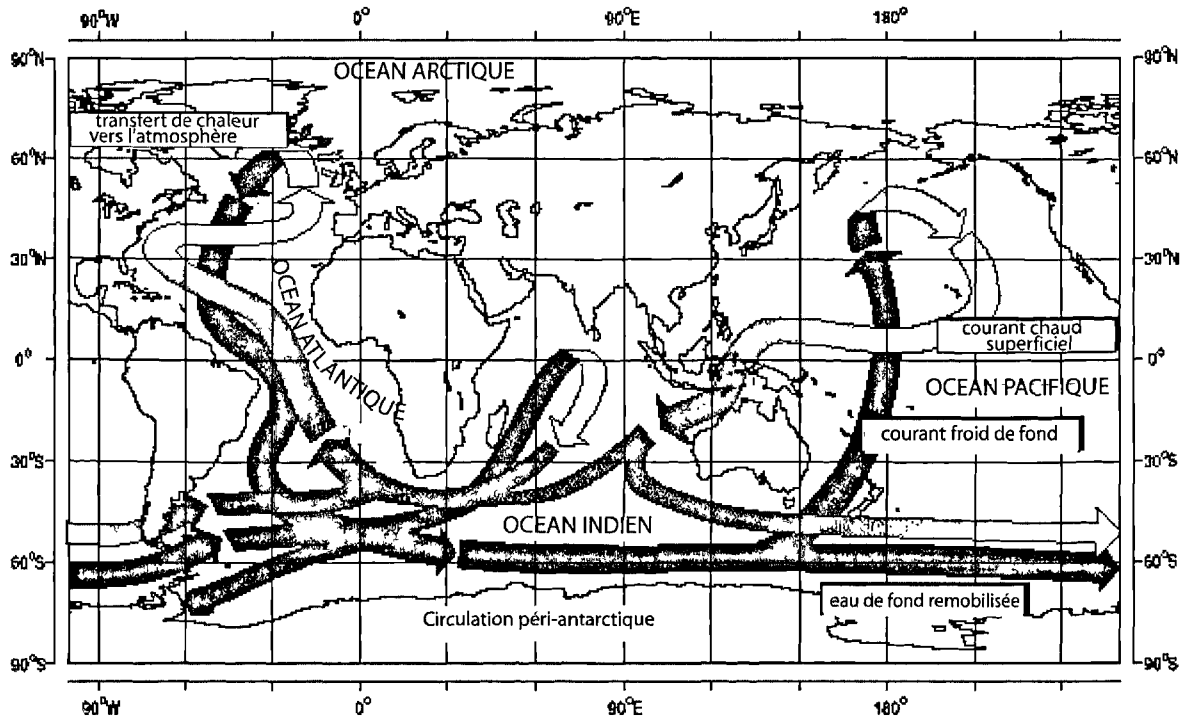 90°W 0° 90°E 180°
90°N 90°N
OCEAN ARCTIQUE
transfert de chaleur
vers l'atmosphère
60°N 60°N
30°N 30°N
OCEAN ATLANTIQUE
courant chaud
superficiel
0° 0°
OCEAN PACIFIQUE
courant froid de fond
30°S 30°S
OCEAN INDIEN
60°S 60°S
eau de fond remobilisée
Circulation péri-antarctique
90°S 90°S
90°W 0° 90°E 180°